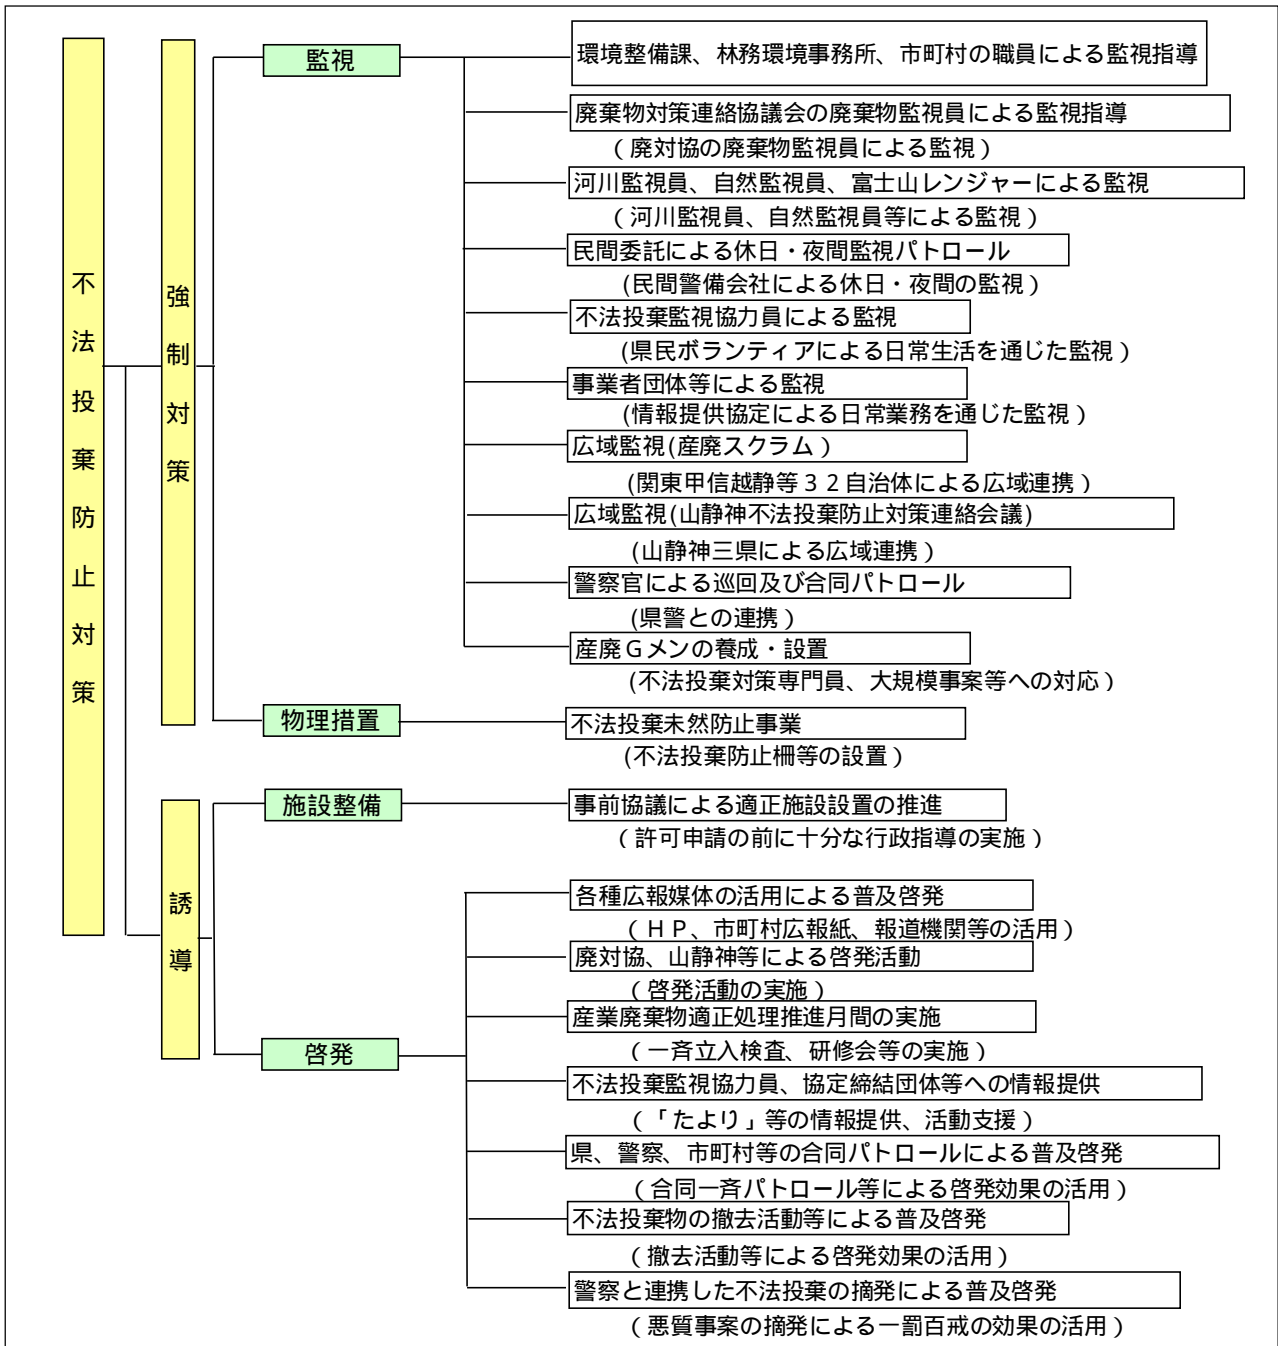 不法投棄防止対策
強制対策
監視
環境整備課、林務環境事務所、市町村の職員による監視指導
廃棄物対策連絡協議会の廃棄物監視員による監視指導
（廃対協の廃棄物監視員による監視）
河川監視員、自然監視員、富士山レンジャーによる監視
（河川監視員、自然監視員等による監視）
民間委託による休日・夜間監視パトロール
(民間警備会社による休日・夜間の監視）
不法投棄監視協力員による監視
(県民ボランティアによる日常生活を通じた監視）
事業者団体等による監視
(情報提供協定による日常業務を通じた監視）
広域監視(産廃スクラム）
(関東甲信越静等３２自治体による広域連携）
広域監視(山静神不法投棄防止対策連絡会議)
(山静神三県による広域連携）
警察官による巡回及び合同パトロール
(県警との連携）
産廃Ｇメンの養成・設置
(不法投棄対策専門員、大規模事案等への対応）
物理措置
不法投棄未然防止事業
(不法投棄防止柵等の設置）
誘導
施設整備
事前協議による適正施設設置の推進
（許可申請の前に十分な行政指導の実施）
各種広報媒体の活用による普及啓発
（ＨＰ、市町村広報紙、報道機関等の活用）
廃対協、山静神等による啓発活動
（啓発活動の実施）
産業廃棄物適正処理推進月間の実施
（一斉立入検査、研修会等の実施）
啓発
不法投棄監視協力員、協定締結団体等への情報提供
（「たより」等の情報提供、活動支援）
県、警察、市町村等の合同パトロールによる普及啓発
（合同一斉パトロール等による啓発効果の活用）
不法投棄物の撤去活動等による普及啓発
（撤去活動等による啓発効果の活用）
警察と連携した不法投棄の摘発による普及啓発
（悪質事案の摘発による一罰百戒の効果の活用）